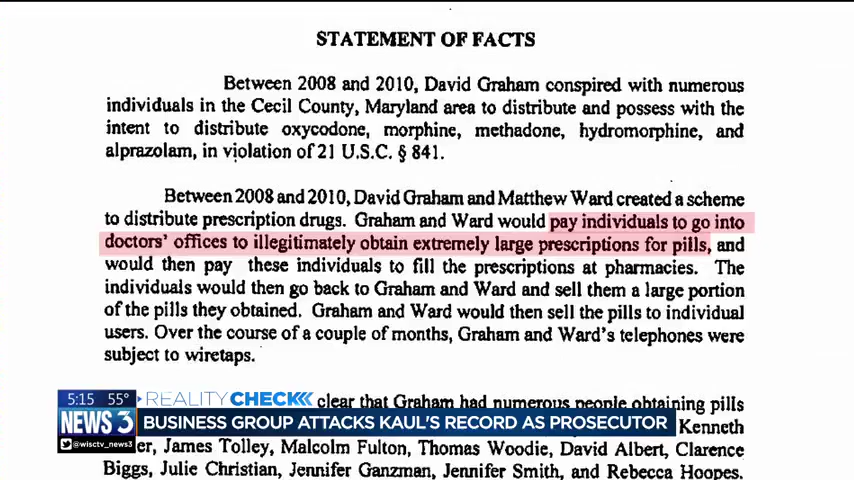 STATEMENT OF FACTS
Between 2008 and 2010, David Graham conspired with numerous
individuals in the Cecil County, Maryland area to distribute and possess with the
intent to distribute oxycodone, morphine, methadone, hydromorphine, and
alprazolam, in violation of 21 U.S.C. § 841.
Between 2008 and 2010, David Graham and Matthew Ward created a scheme
to distribute prescription drugs. Graham and Ward would pay individuals to go into
doctors' offices to illegitimately obtain extremely large prescriptions for pills, and
would then pay these individuals to fill the prescriptions at pharmacies. The
individuals would then go back to Graham and Ward and sell them a large portion
of the pills they obtained. Graham and Ward would then sell the pills to individual
users. Over the course of a couple of months, Graham and Ward's telephones were
subject to wiretaps.
clear that Graham had numerous people obtaining pills
5:15 55° REALITY CHECK
NEWS 3 BUSINESS GROUP ATTACKS KAUL'S RECORD AS PROSECUTOR
Kenneth
@wisctv_news3
James Tolley, Malcolm Fulton, Thomas Woodie, David Albert, Clarence
Biggs, Julie Christian, Jennifer Ganzman, Jennifer Smith, and Rebecca Hoopes.